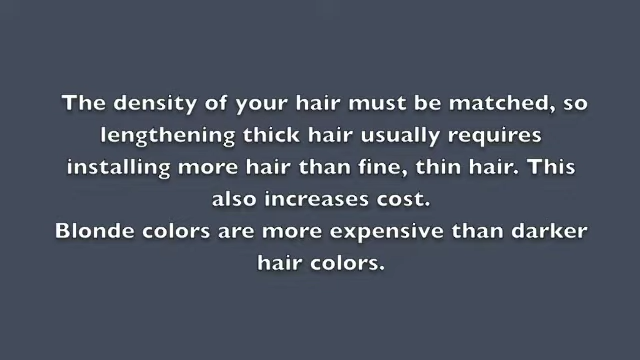 The density of your hair must be matched, so
lengthening thick hair usually requires
installing more hair than fine, thin hair. This
also increases cost.
Blonde colors are more expensive than darker
hair colors.